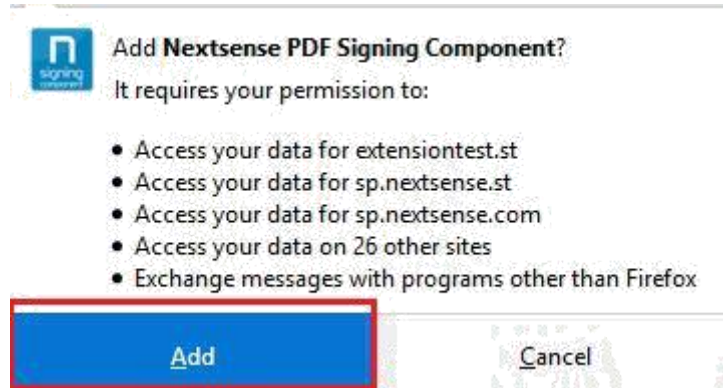 n
signing
component
Add Nextsense PDF Signing Component?
It requires your permission to:
• Access your data for extensiontest.st
• Access your data for sp.nextsense.st
• Access your data for sp.nextsense.com
• Access your data on 26 other sites
• Exchange messages with programs other than Firefox
Add
Cancel